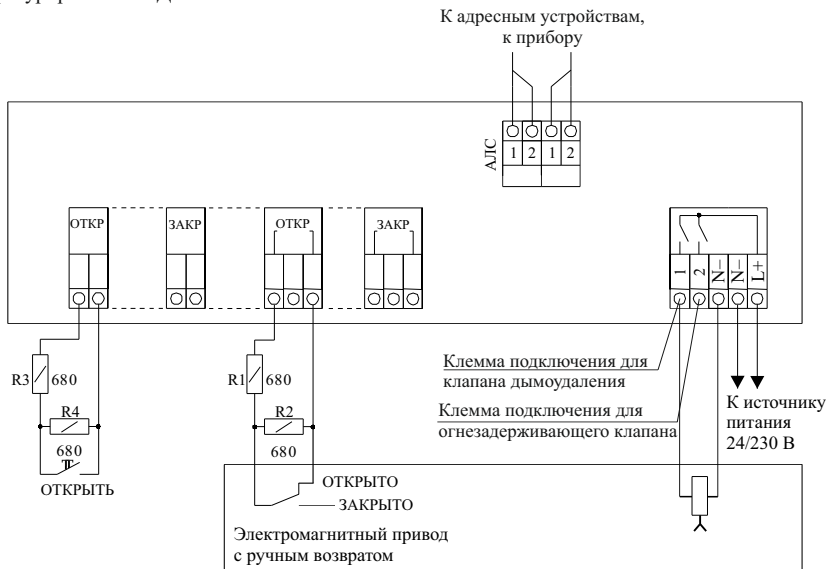 К адресным устройствам,
к прибору
АЛС
1 2 1 2
ОТКР
ЗАКР
ОТКР
ЗАКР
1 2 N– N– L+
R3 680
R4
680
ОТКРЫТЬ
R1 680
R2
680
ОТКРЫТО
ЗАКРЫТО
Клемма подключения для
клапана дымоудаления
Клемма подключения для
огнезадерживающего клапана
К источнику
питания
24/230 В
Электромагнитный привод
с ручным возвратом